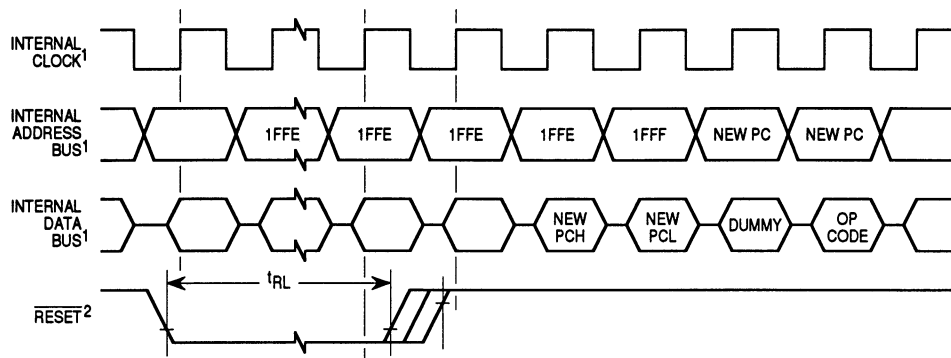 INTERNAL
CLOCK1
INTERNAL
ADDRESS
BUS1
1FFE
1FFE
1FFE
1FFE
1FFF
NEW PC
NEW PC
INTERNAL
DATA
BUS1
NEW
PCH
NEW
PCL
DUMMY
OP
CODE
tRL
RESET2